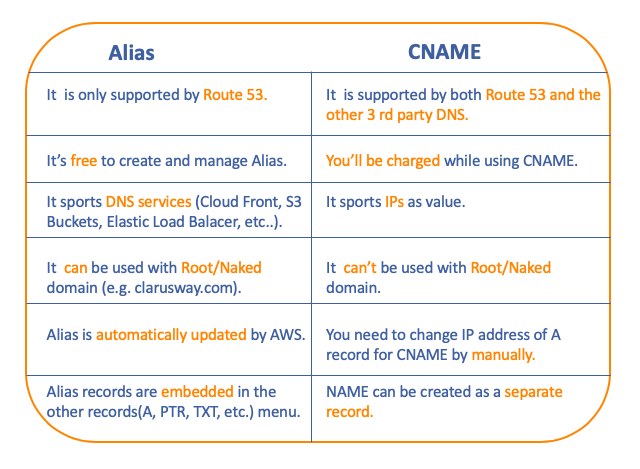 Alias
CNAME
It is only supported by Route 53.
It is supported by both Route 53 and the
other 3 rd party DNS.
It's free to create and manage Alias.
You'll be charged while using CNAME.
It sports DNS services (Cloud Front, S3
Buckets, Elastic Load Balacer, etc..).
It sports IPs as value.
It can be used with Root/Naked
domain (e.g. clarusway.com).
It can't be used with Root/Naked
domain.
Alias is automatically updated by AWS.
You need to change IP address of A
record for CNAME by manually.
Alias records are embedded in the
other records(A, PTR, TXT, etc.) menu.
NAME can be created as a separate
record.